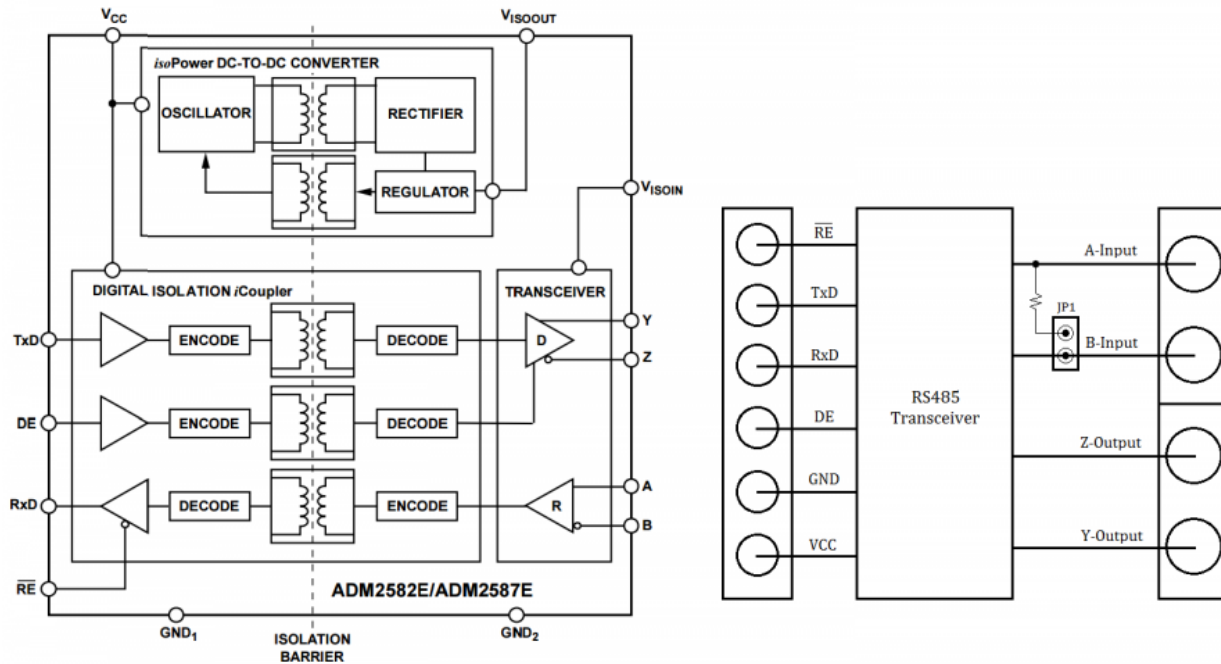 VCC
VISOOUT
isoPower DC-TO-DC CONVERTER
OSCILLATOR
RECTIFIER
REGULATOR
VISOIN
DIGITAL ISOLATION iCoupler
TRANSCEIVER
TxD
ENCODE
DECODE
D
Y
Z
DE
ENCODE
DECODE
RxD
DECODE
ENCODE
R
A
B
RE
ADM2582E/ADM2587E
GND1
ISOLATION
BARRIER
GND2
RE
TxD
RxD
DE
GND
VCC
RS485
Transceiver
A-Input
JP1
B-Input
Z-Output
Y-Output